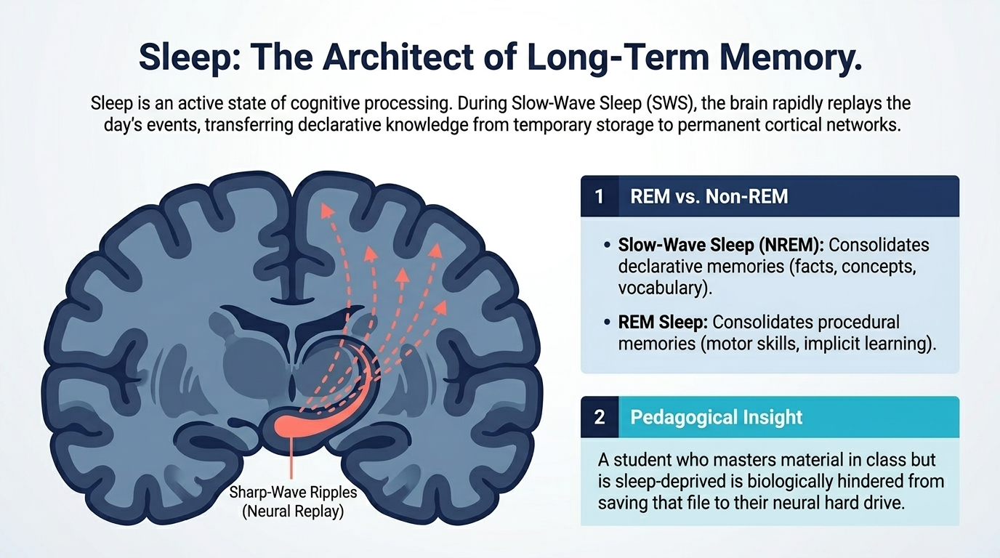 Sleep: The Architect of Long-Term Memory.
Sleep is an active state of cognitive processing. During Slow-Wave Sleep (SWS), the brain rapidly replays the
day's events, transferring declarative knowledge from temporary storage to permanent cortical networks.
Sharp-Wave Ripples
(Neural Replay)
1 REM vs. Non-REM
• Slow-Wave Sleep (NREM): Consolidates
declarative memories (facts, concepts,
vocabulary).
• REM Sleep: Consolidates procedural
memories (motor skills, implicit learning).
2 Pedagogical Insight
A student who masters material in class but
is sleep-deprived is biologically hindered from
saving that file to their neural hard drive.